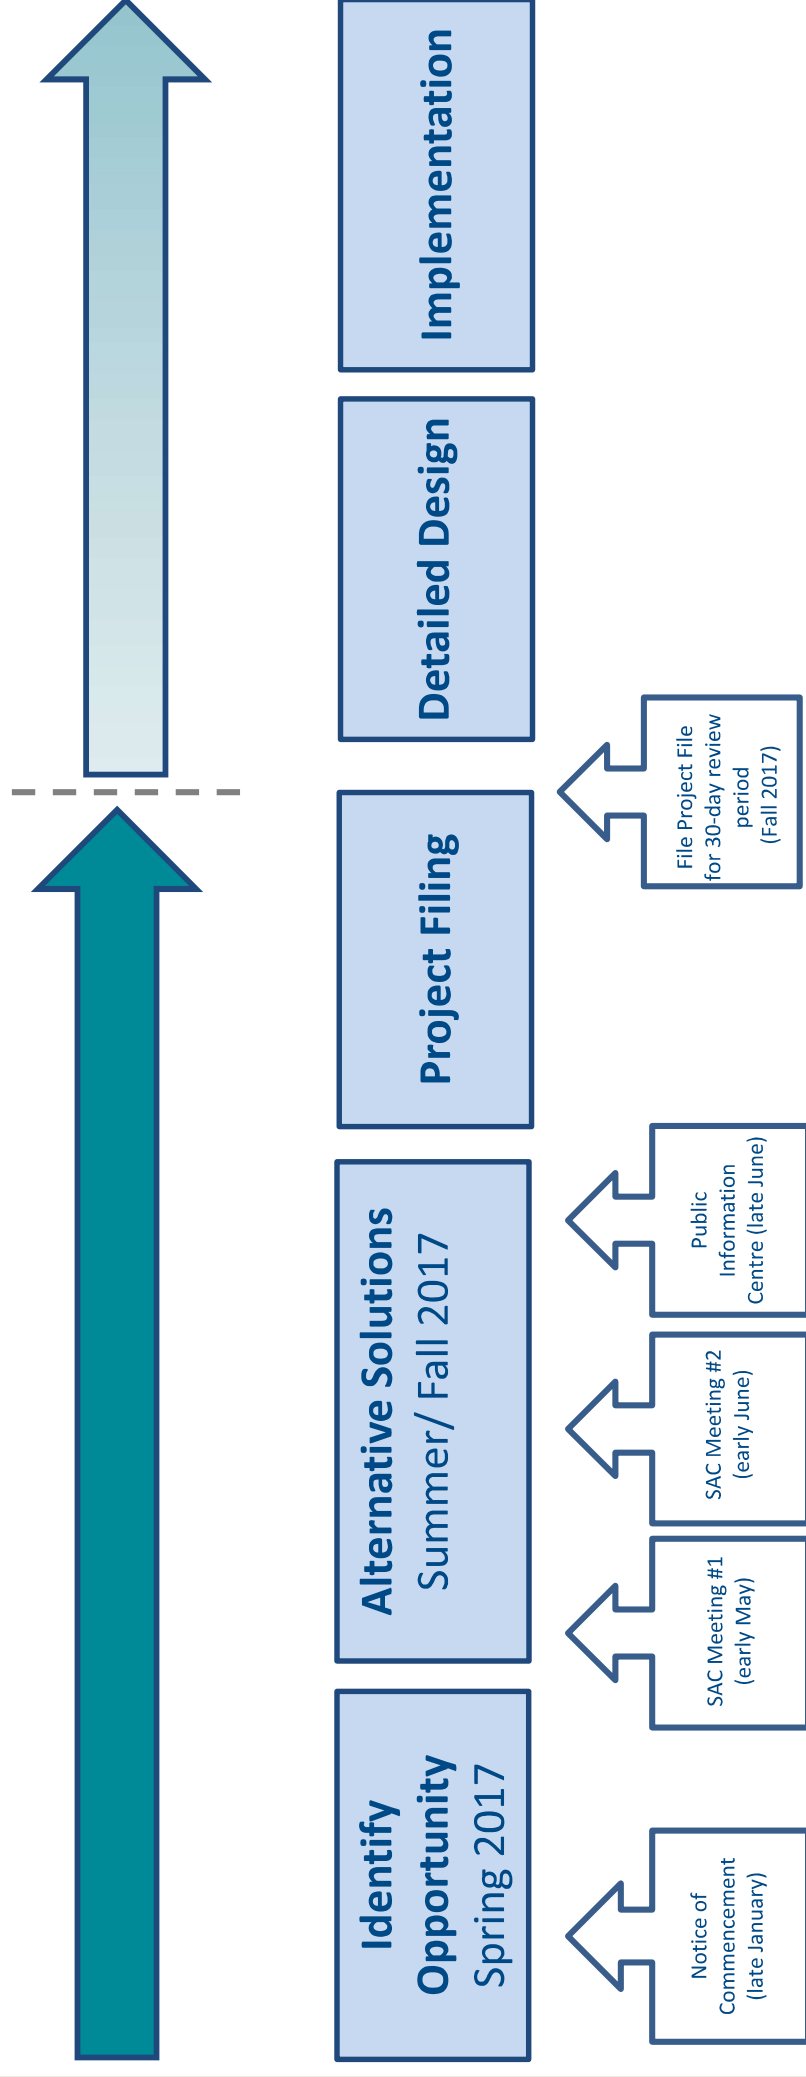 Identify
Opportunity
Spring 2017
Alternative Solutions
Summer/ Fall 2017
Project Filing
Detailed Design
Implementation
Notice of
Commencement
(late January)
SAC Meeting #1
(early May)
SAC Meeting #2
(early June)
Public
Information
Centre (late June)
File Project File
for 30-day review
period
(Fall 2017)